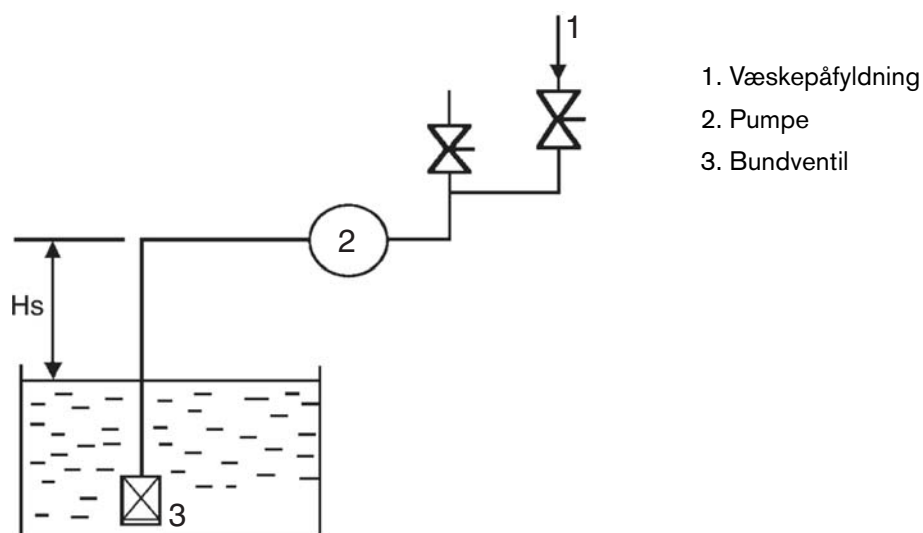 1
1. Væskepåfyldning
2. Pumpe
3. Bundventil
2
Hs
3